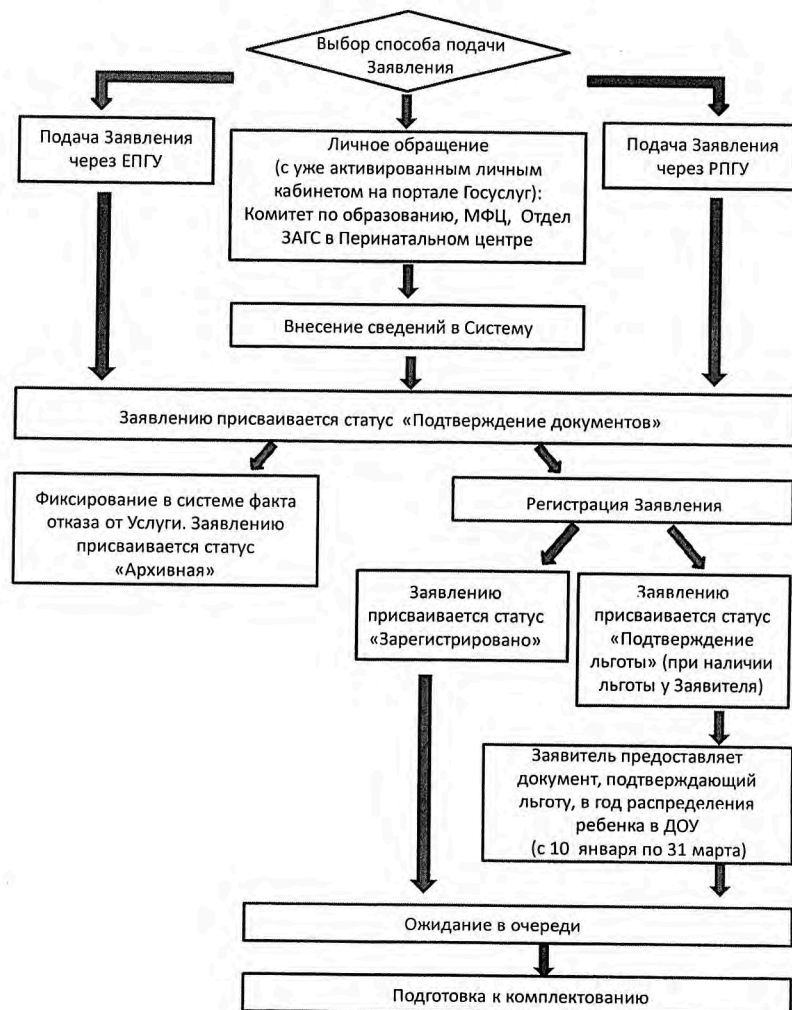 Выбор способа подачи
Заявления
Подача Заявления
через ЕПГУ
Личное обращение
(с уже активированным личным
кабинетом на портале Госуслуг):
Комитет по образованию, МФЦ, Отдел
ЗАГС в Перинатальном центре
Подача Заявления
через РПГУ
Внесение сведений в Систему
Заявлению присваивается статус «Подтверждение документов»
Фиксирование в системе факта
отказа от Услуги. Заявлению
присваивается статус
«Архивная»
Регистрация Заявления
Заявлению
присваивается статус
«Зарегистрировано»
Заявлению
присваивается статус
«Подтверждение
льготы» (при наличии
льготы у Заявителя)
Заявитель предоставляет
документ, подтверждающий
льготу, в год распределения
ребенка в ДОУ
(с 10 января по 31 марта)
Ожидание в очереди
Подготовка к комплектованию